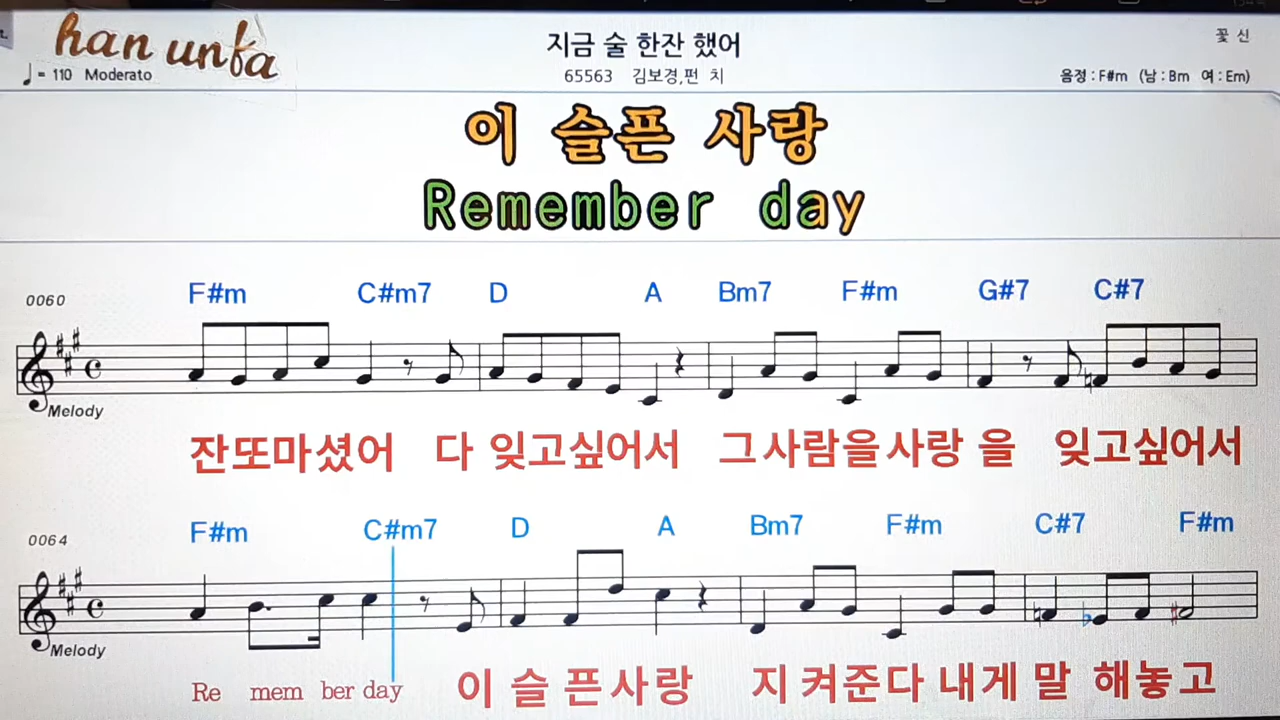 han unfa
지금 술 한잔 했어
꽃 신
♩= 110 Moderato
65563 김보경,펀 치
음정 : F#m (남 : Bm 여 : Em)
이 슬픈 사랑
Remember day
0060
F#m C#m7 D A Bm7 F#m G#7 C#7
Melody
잔또마셨어 다 잊고싶어서 그사람을사랑 을 잊고싶어서
0064
F#m C#m7 D A Bm7 F#m C#7 F#m
Melody
Re mem ber day 이 슬 픈사랑 지 켜준다 내게 말 해놓고